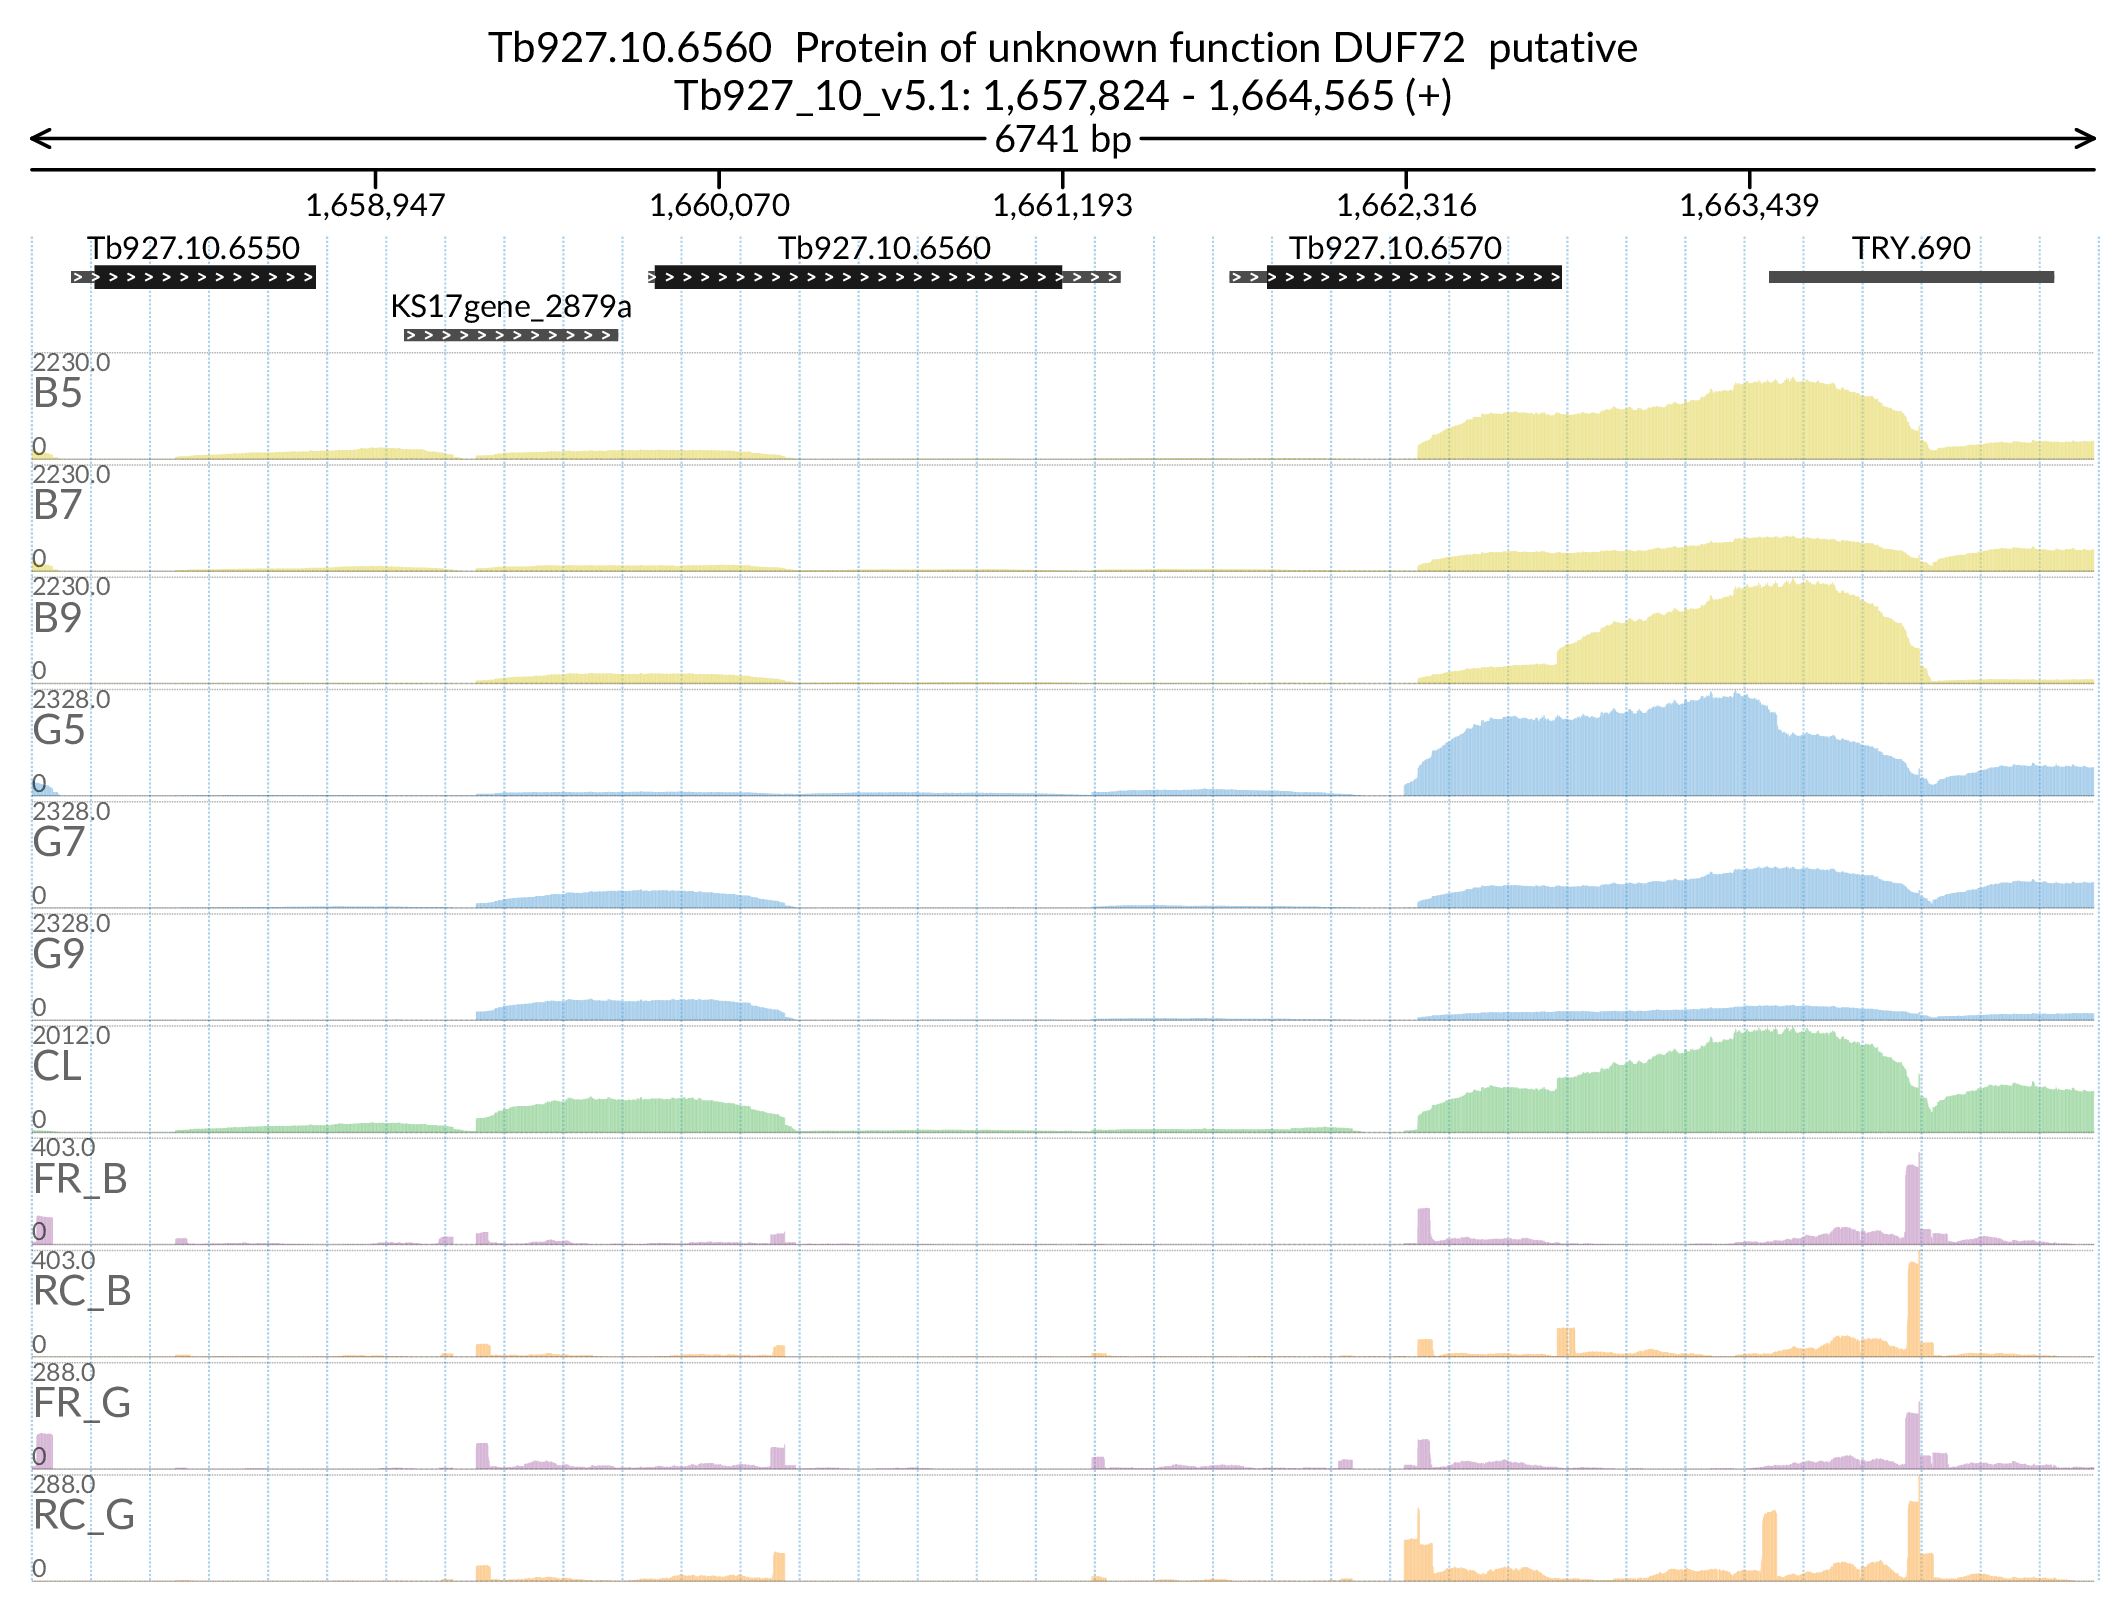 Tb927.10.6560  Protein of unknown function DUF72  putative
Tb927_10_v5.1: 1,657,824 - 1,664,565 (+)
6741 bp
1,658,947 1,660,070 1,661,193 1,662,316 1,663,439
Tb927.10.6550 Tb927.10.6560 Tb927.10.6570 TRY.690
KS17gene_2879a
2230.0
B5
0
2230.0
B7
0
2230.0
B9
0
2328.0
G5
0
2328.0
G7
0
2328.0
G9
0
2012.0
CL
0
403.0
FR_B
0
403.0
RC_B
0
288.0
FR_G
0
288.0
RC_G
0